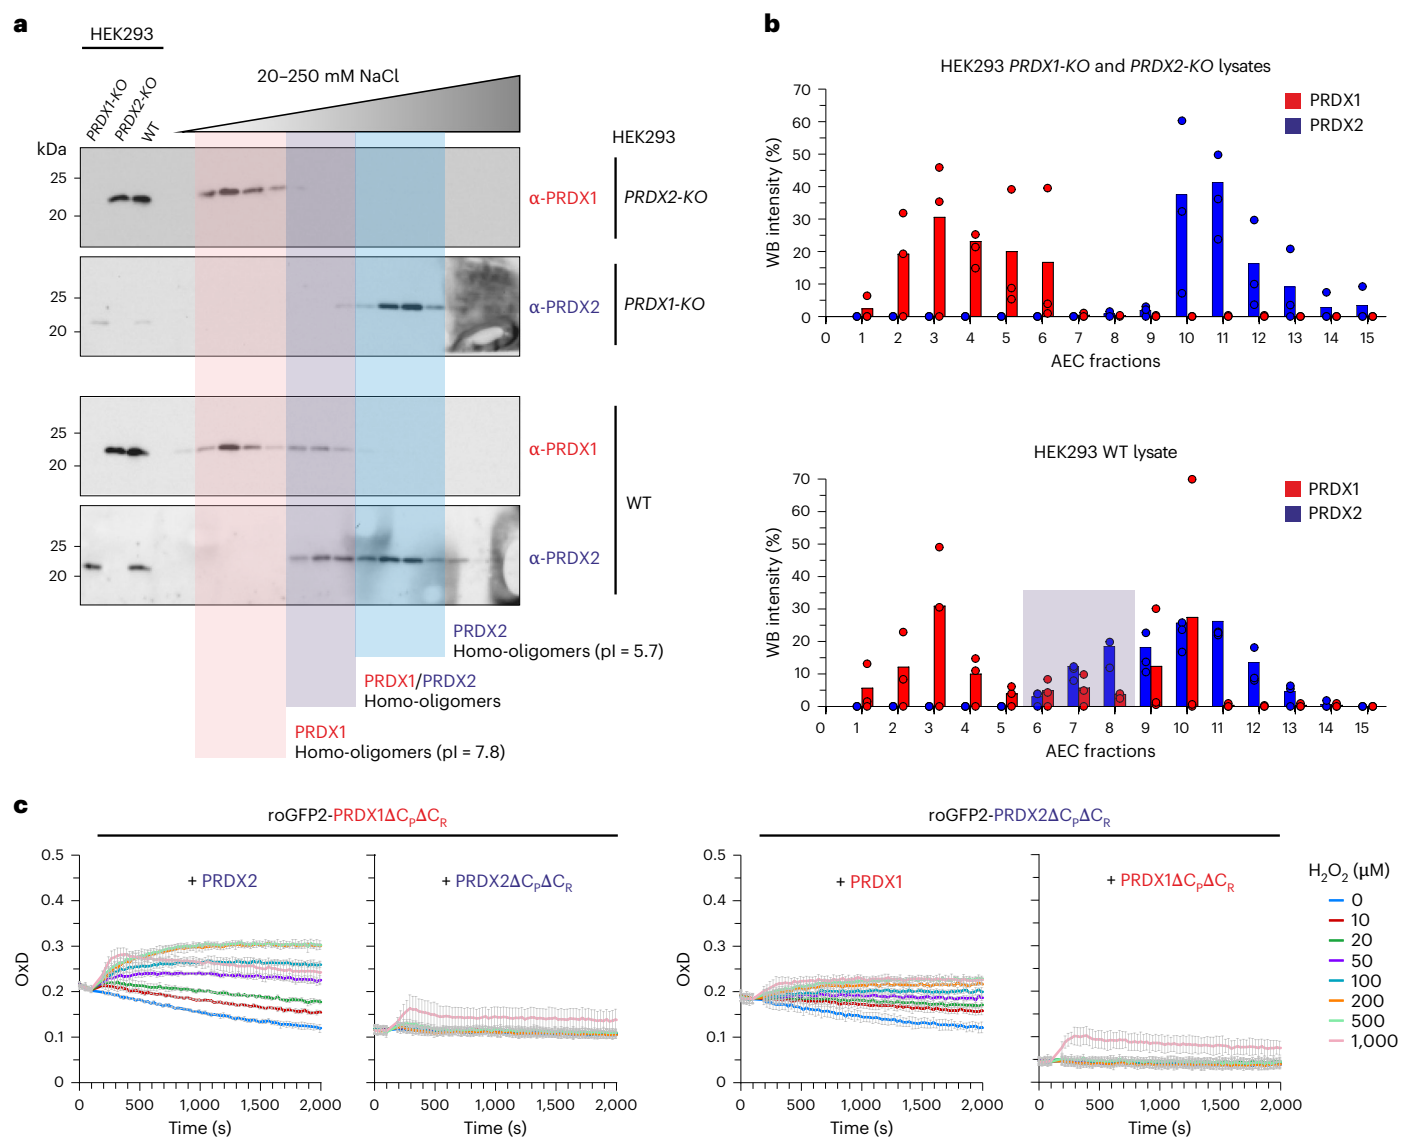 a
HEK293
PRDX1-KO
PRDX2-KO
WT
20–250 mM NaCl
HEK293
kDa
25
20
α-PRDX1
PRDX2-KO
25
20
α-PRDX2
PRDX1-KO
25
20
α-PRDX1
WT
25
20
α-PRDX2
PRDX2
Homo-oligomers (pI = 5.7)
PRDX1/PRDX2
Homo-oligomers
PRDX1
Homo-oligomers (pI = 7.8)
b
HEK293 PRDX1-KO and PRDX2-KO lysates
PRDX1
PRDX2
WB intensity (%)
70
60
50
40
30
20
10
0
0 1 2 3 4 5 6 7 8 9 10 11 12 13 14 15
AEC fractions
HEK293 WT lysate
PRDX1
PRDX2
WB intensity (%)
70
60
50
40
30
20
10
0
0 1 2 3 4 5 6 7 8 9 10 11 12 13 14 15
AEC fractions
c
roGFP2-PRDX1ΔCPΔCR
+ PRDX2
+ PRDX2ΔCPΔCR
OxD
0.5
0.4
0.3
0.2
0.1
0
0 500 1,000 1,500 2,000
Time (s)
0 500 1,000 1,500 2,000
Time (s)
roGFP2-PRDX2ΔCPΔCR
+ PRDX1
+ PRDX1ΔCPΔCR
OxD
0.5
0.4
0.3
0.2
0.1
0
0 500 1,000 1,500 2,000
Time (s)
0 500 1,000 1,500 2,000
Time (s)
H2O2 (μM)
0
10
20
50
100
200
500
1,000